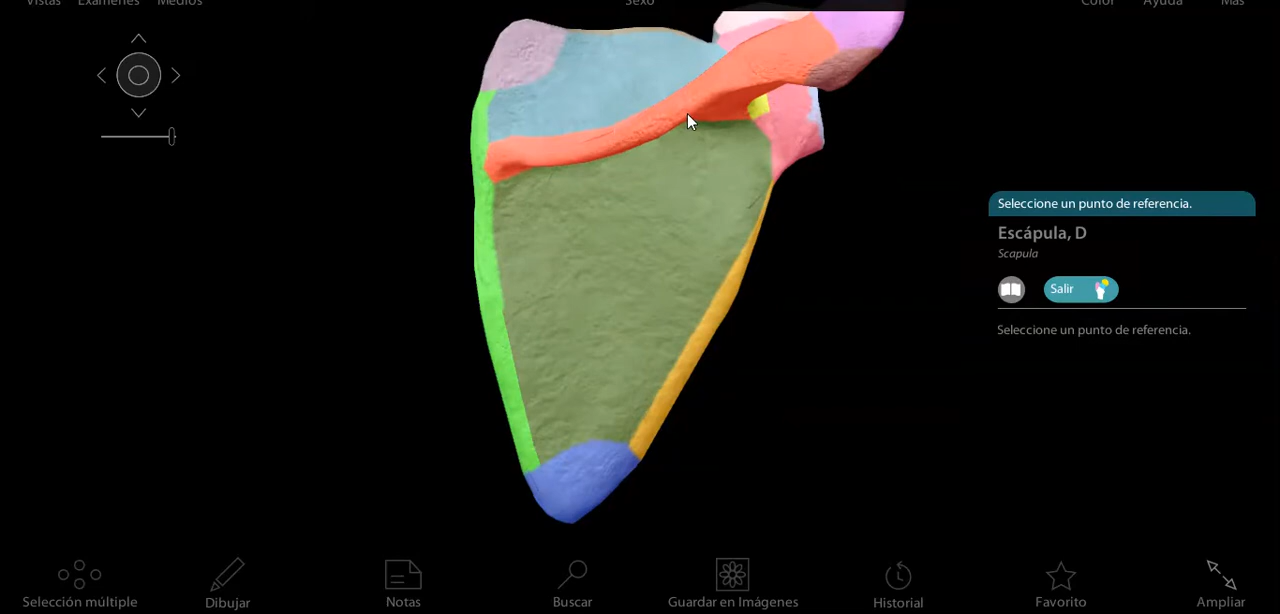 Vistas Exámenes Medios Sexo Color Ayuda Más
Seleccione un punto de referencia.
Escápula, D
Scapula
Salir
Seleccione un punto de referencia.
Selección múltiple Dibujar Notas Buscar Guardar en Imágenes Historial Favorito Ampliar